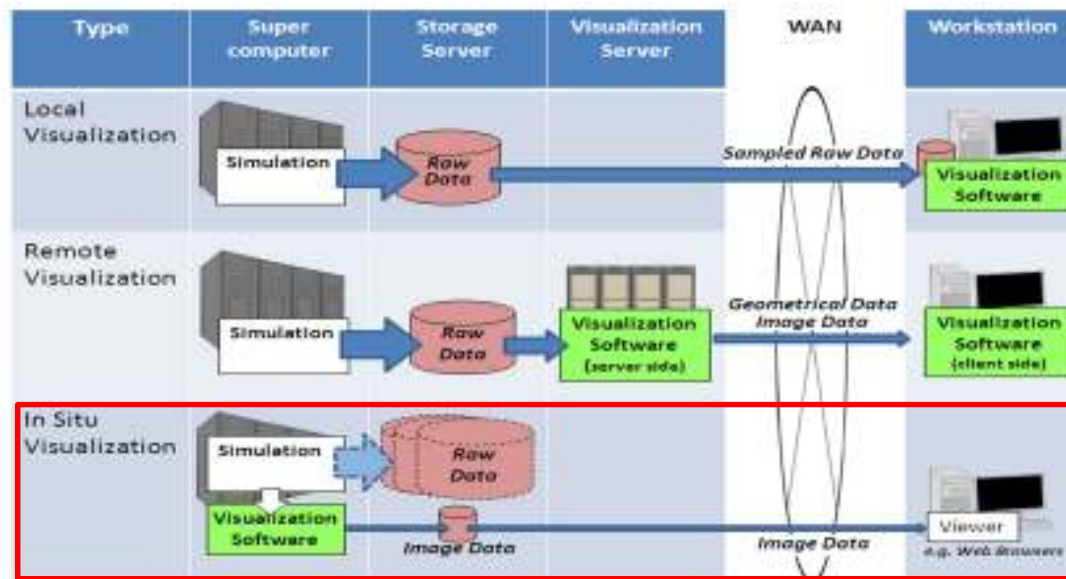 Type
Super
computer
Storage
Server
Visualization
Server
WAN
Workstation
Local
Visualization
Simulation
Raw
Data
Sampled Raw Data
Visualization
Software
Remote
Visualization
Simulation
Raw
Data
Visualization
Software
(server side)
Geometrical Data
Image Data
Visualization
Software
(client side)
In Situ
Visualization
Simulation
Raw
Data
Visualization
Software
Image Data
Image Data
Viewer
e.g. Web Browsers